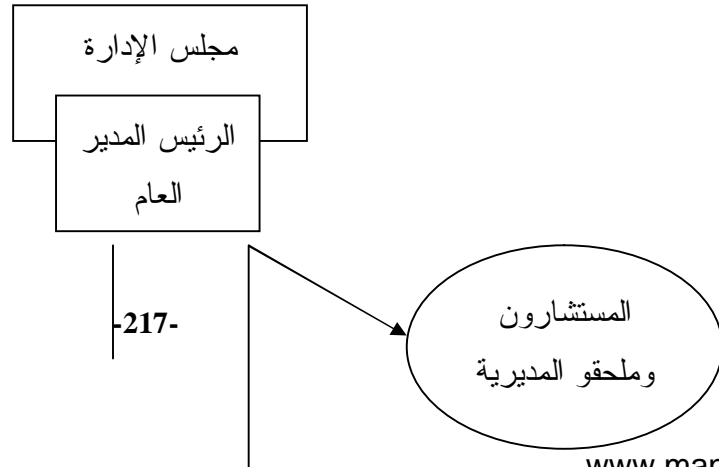 مجلس الإدارة
الرئيس المدير
العام
المستشارون
وملحقو المديرية
-217-